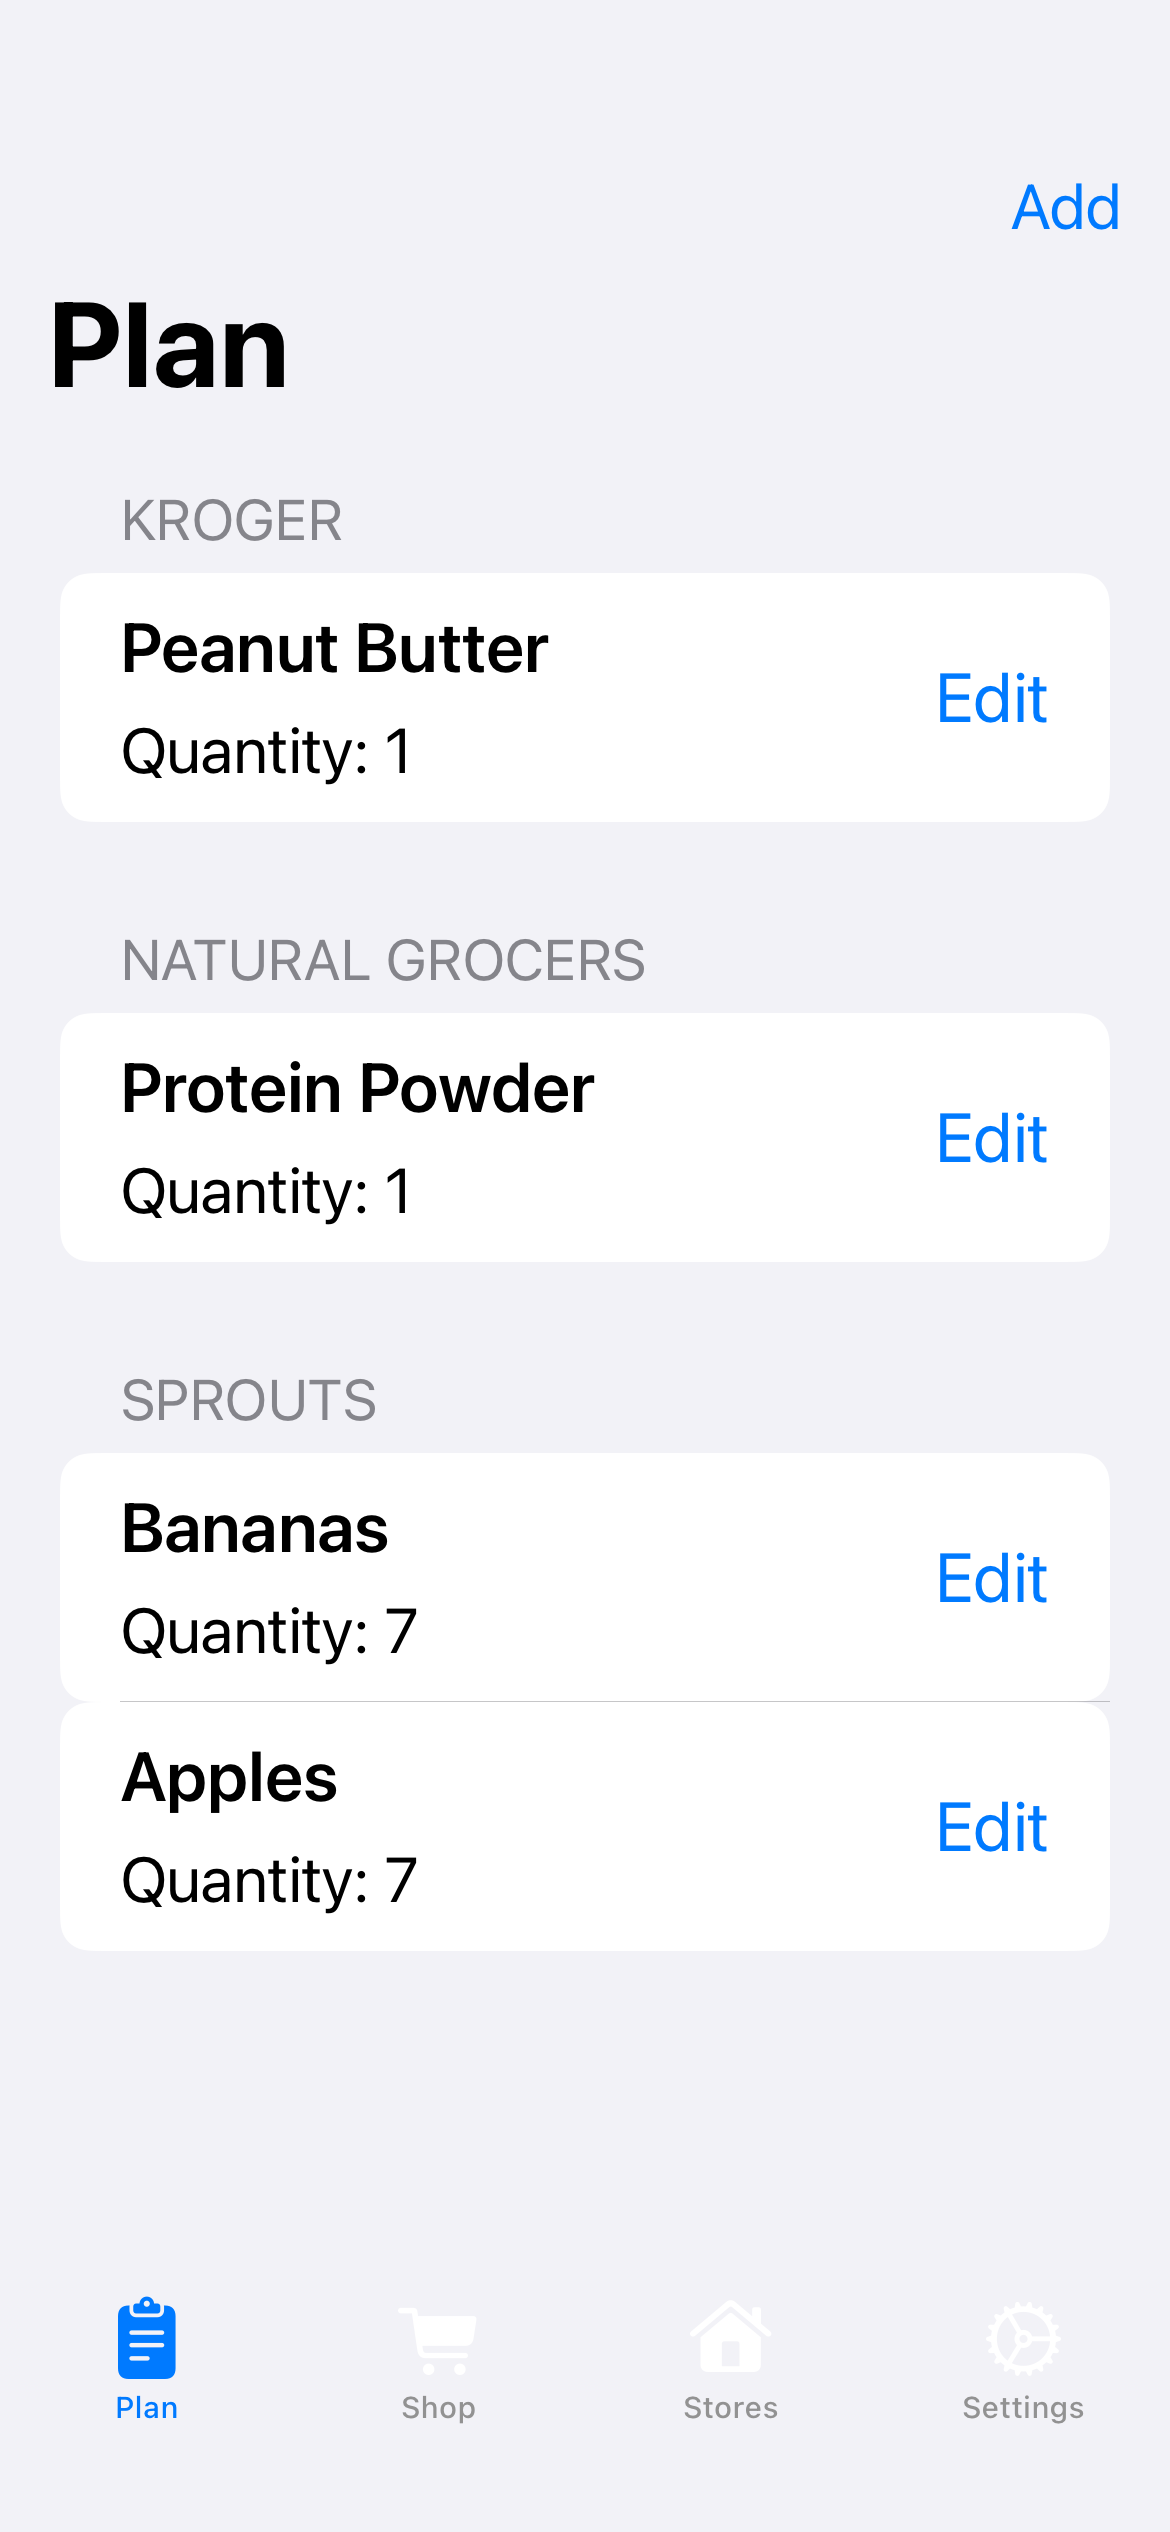 Add
Plan
KROGER
Peanut Butter
Edit
Quantity: 1
NATURAL GROCERS
Protein Powder
Edit
Quantity: 1
SPROUTS
Bananas
Edit
Quantity: 7
Apples
Edit
Quantity: 7
Plan
Shop
Stores
Settings